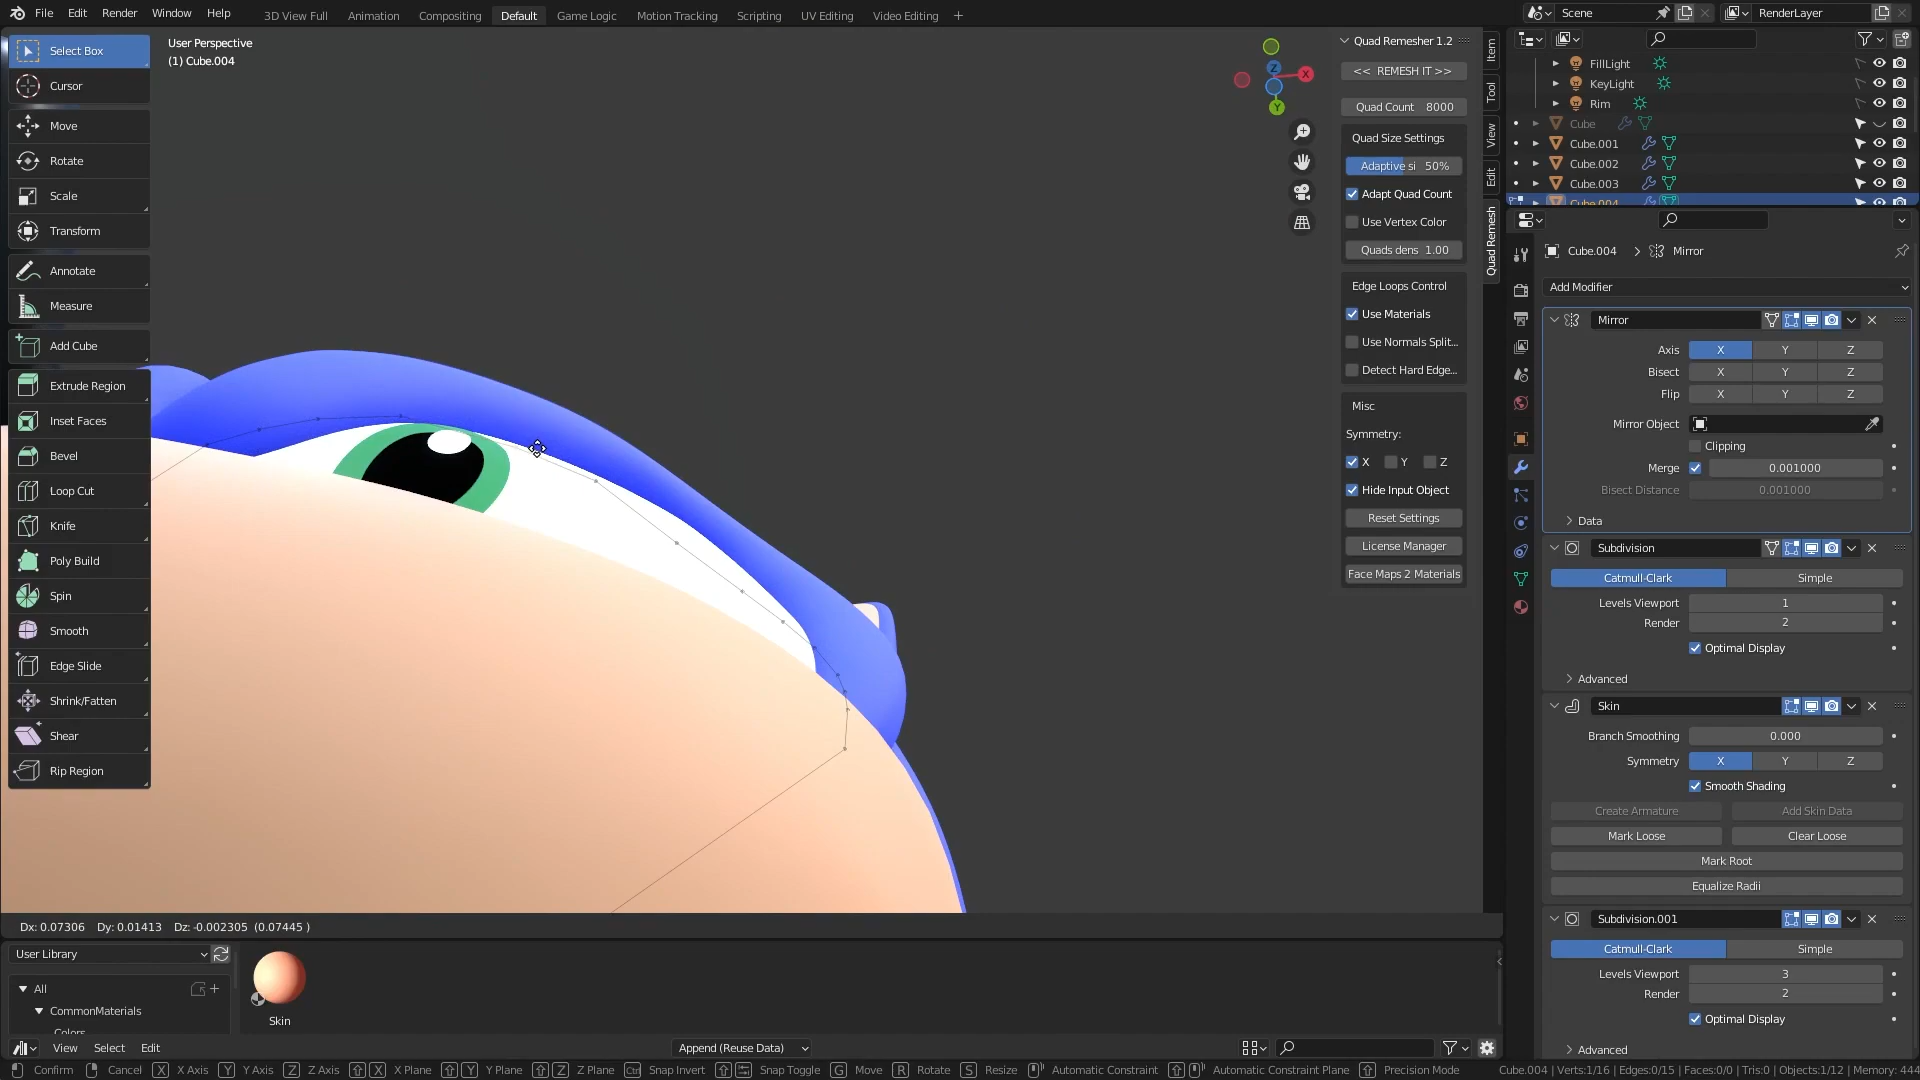 File Edit Render Window Help
3D View Full Animation Compositing Default Game Logic Motion Tracking Scripting UV Editing Video Editing +
Scene
RenderLayer
Select Box
Cursor
Move
Rotate
Scale
Transform
Annotate
Measure
Add Cube
Extrude Region
Inset Faces
Bevel
Loop Cut
Knife
Poly Build
Spin
Smooth
Edge Slide
Shrink/Fatten
Shear
Rip Region
User Perspective
(1) Cube.004
X
Z
Y
Quad Remesher 1.2
<< REMESH IT >>
Quad Count 8000
Quad Size Settings
Adaptive si 50%
Adapt Quad Count
Use Vertex Color
Quads dens 1.00
Edge Loops Control
Use Materials
Use Normals Split...
Detect Hard Edge...
Misc
Symmetry:
X Y Z
Hide Input Object
Reset Settings
License Manager
Face Maps 2 Materials
Item
Tool
View
Edit
Quad Remesh
FillLight
KeyLight
Rim
Cube
Cube.001
Cube.002
Cube.003
Cube.004
Cube.004 > Mirror
Add Modifier
Mirror
Axis X Y Z
Bisect X Y Z
Flip X Y Z
Mirror Object
Clipping
Merge 0.001000
Bisect Distance 0.001000
Data
Subdivision
Catmull-Clark Simple
Levels Viewport 1
Render 2
Optimal Display
Advanced
Skin
Branch Smoothing 0.000
Symmetry X Y Z
Smooth Shading
Create Armature Add Skin Data
Mark Loose Clear Loose
Mark Root
Equalize Radii
Subdivision.001
Catmull-Clark Simple
Levels Viewport 3
Render 2
Optimal Display
Advanced
Dx: 0.07306 Dy: 0.01413 Dz: -0.002305 (0.07445 )
User Library
All
CommonMaterials
Colors
Skin
View Select Edit
Append (Reuse Data)
Confirm Cancel X X Axis Y Y Axis Z Z Axis X X Plane Y Y Plane Z Z Plane Ctrl Snap Invert Snap Toggle G Move R Rotate S Resize Automatic Constraint Automatic Constraint Plane Precision Mode
Cube.004 | Verts:1/16 | Edges:0/15 | Faces:0/0 | Tris:0 | Objects:1/12 | Memory: 444